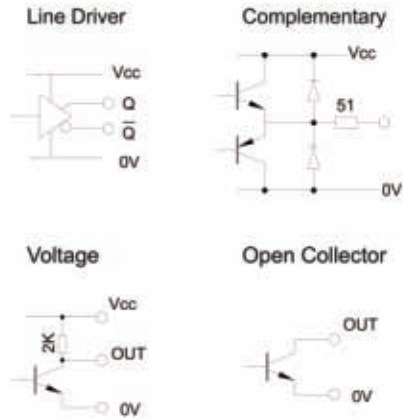 Line Driver
Vcc
Q
Q̅
0V
Complementary
Vcc
51
0V
Voltage
Vcc
2K
OUT
0V
Open Collector
OUT
0V